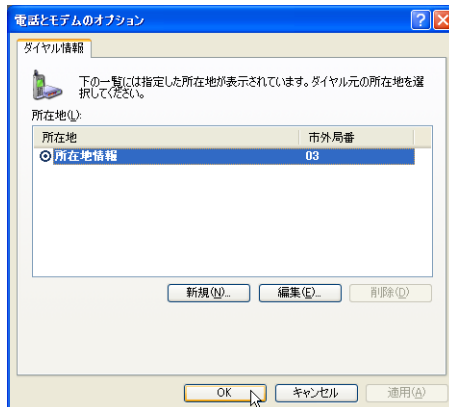 電話とモデムのオプション
ダイヤル情報
下の一覧には指定した所在地が表示されています。ダイヤル元の所在地を選
択してください。
所在地(L):
所在地 市外局番
所在地情報 03
新規(N)... 編集(E)... 削除(D)
OK キャンセル 適用(A)